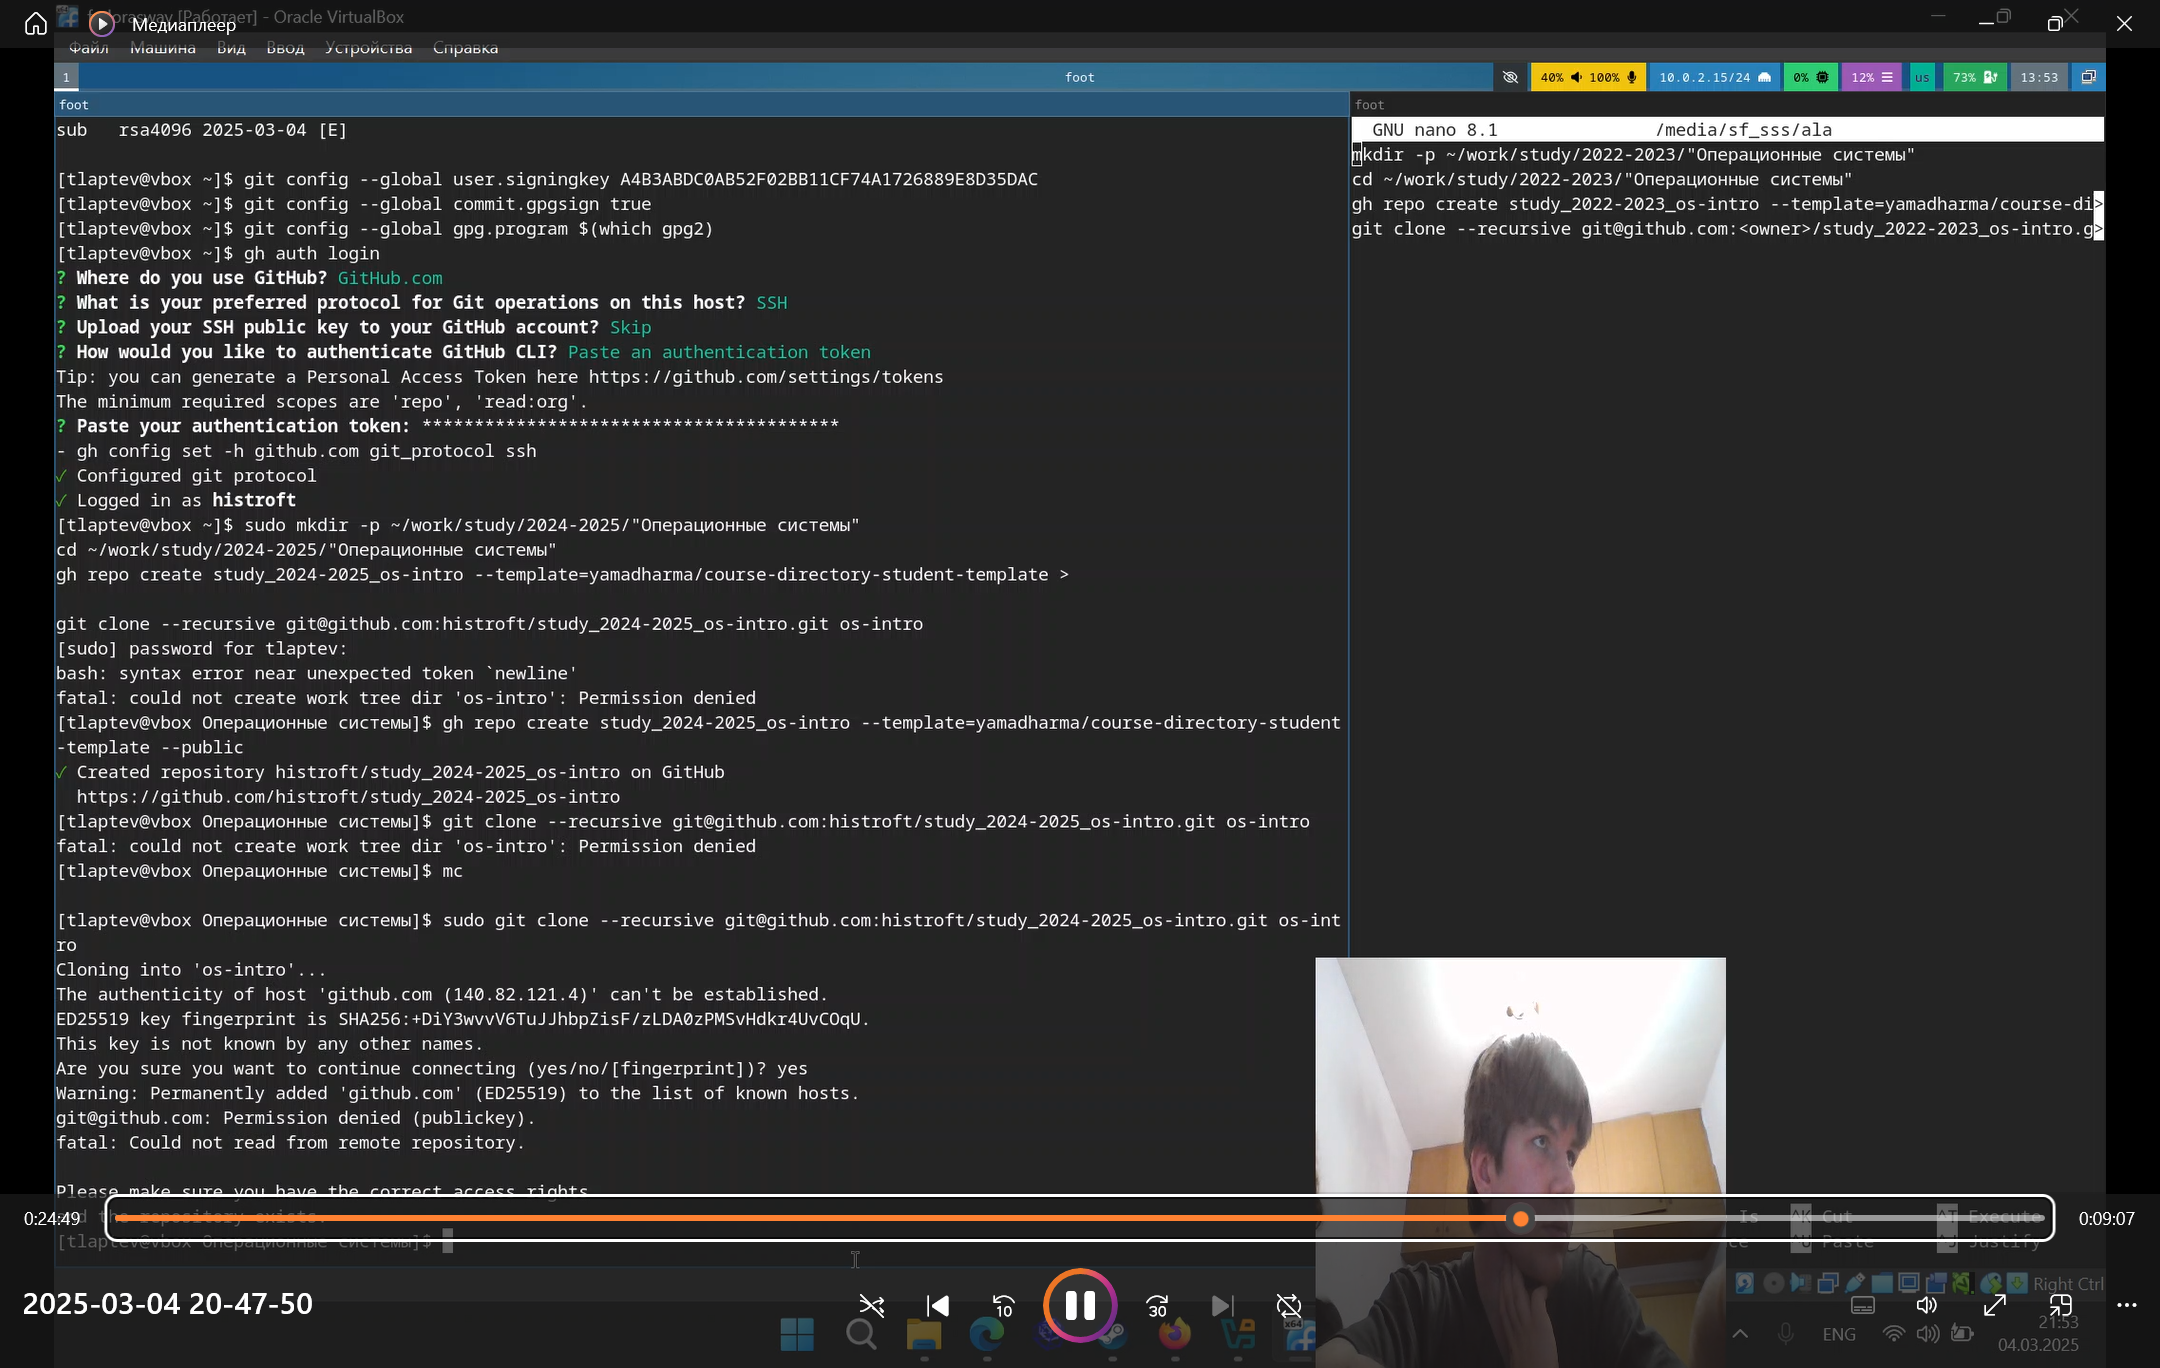 [Работает] - Oracle VirtualBox
Медиаплеер
Файл Машина Вид Ввод Устройства Справка
1 foot 40% 100% 10.0.2.15/24 0% 12% us 73% 13:53
foot
sub rsa4096 2025-03-04 [E]
[tlaptev@vbox ~]$ git config --global user.signingkey A4B3ABDC0AB52F02BB11CF74A1726889E8D35DAC
[tlaptev@vbox ~]$ git config --global commit.gpgsign true
[tlaptev@vbox ~]$ git config --global gpg.program $(which gpg2)
[tlaptev@vbox ~]$ gh auth login
? Where do you use GitHub? GitHub.com
? What is your preferred protocol for Git operations on this host? SSH
? Upload your SSH public key to your GitHub account? Skip
? How would you like to authenticate GitHub CLI? Paste an authentication token
Tip: you can generate a Personal Access Token here https://github.com/settings/tokens
The minimum required scopes are 'repo', 'read:org'.
? Paste your authentication token: ****************************************
- gh config set -h github.com git_protocol ssh
✓ Configured git protocol
✓ Logged in as histroft
[tlaptev@vbox ~]$ sudo mkdir -p ~/work/study/2024-2025/"Операционные системы"
cd ~/work/study/2024-2025/"Операционные системы"
gh repo create study_2024-2025_os-intro --template=yamadharma/course-directory-student-template >
git clone --recursive git@github.com:histroft/study_2024-2025_os-intro.git os-intro
[sudo] password for tlaptev:
bash: syntax error near unexpected token `newline'
fatal: could not create work tree dir 'os-intro': Permission denied
[tlaptev@vbox Операционные системы]$ gh repo create study_2024-2025_os-intro --template=yamadharma/course-directory-student
-template --public
✓ Created repository histroft/study_2024-2025_os-intro on GitHub
https://github.com/histroft/study_2024-2025_os-intro
[tlaptev@vbox Операционные системы]$ git clone --recursive git@github.com:histroft/study_2024-2025_os-intro.git os-intro
fatal: could not create work tree dir 'os-intro': Permission denied
[tlaptev@vbox Операционные системы]$ mc
[tlaptev@vbox Операционные системы]$ sudo git clone --recursive git@github.com:histroft/study_2024-2025_os-intro.git os-int
ro
Cloning into 'os-intro'...
The authenticity of host 'github.com (140.82.121.4)' can't be established.
ED25519 key fingerprint is SHA256:+DiY3wvvV6TuJJhbpZisF/zLDA0zPMSvHdkr4UvCOqU.
This key is not known by any other names.
Are you sure you want to continue connecting (yes/no/[fingerprint])? yes
Warning: Permanently added 'github.com' (ED25519) to the list of known hosts.
git@github.com: Permission denied (publickey).
fatal: Could not read from remote repository.
Please make sure you have the correct access rights
and the repository exists.
[tlaptev@vbox Операционные системы]$
foot
GNU nano 8.1 /media/sf_sss/ala
mkdir -p ~/work/study/2022-2023/"Операционные системы"
cd ~/work/study/2022-2023/"Операционные системы"
gh repo create study_2022-2023_os-intro --template=yamadharma/course-di>
git clone --recursive git@github.com:<owner>/study_2022-2023_os-intro.g>
^K Cut Execute
Paste ^J Justify
Right Ctrl
0:24:49 0:09:07
2025-03-04 20-47-50
10 30
ENG 21:53
04.03.2025